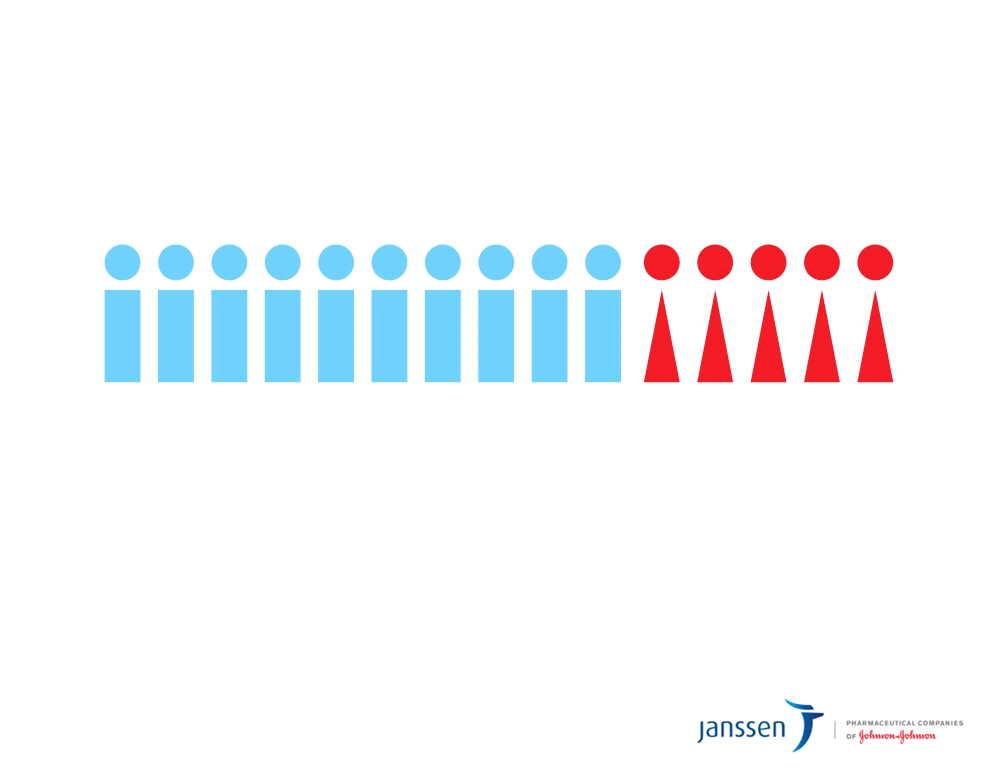 janssen
PHARMACEUTICAL COMPANIES
OF Johnson & Johnson